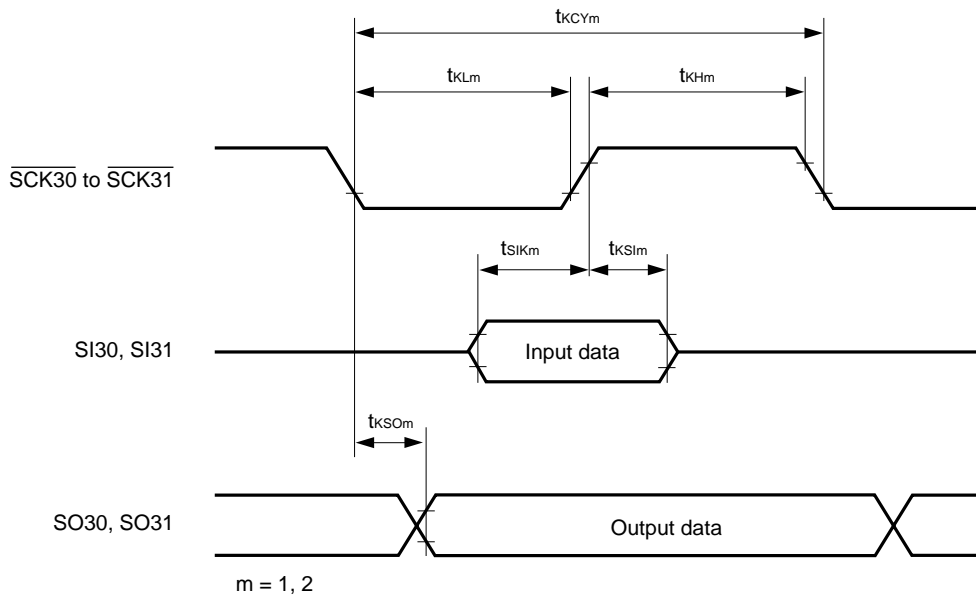 tKCYm
tKLm
tKHm
SCK30 to SCK31
tSIKm
tKSIm
SI30, SI31
Input data
tKSOm
SO30, SO31
Output data
m = 1, 2